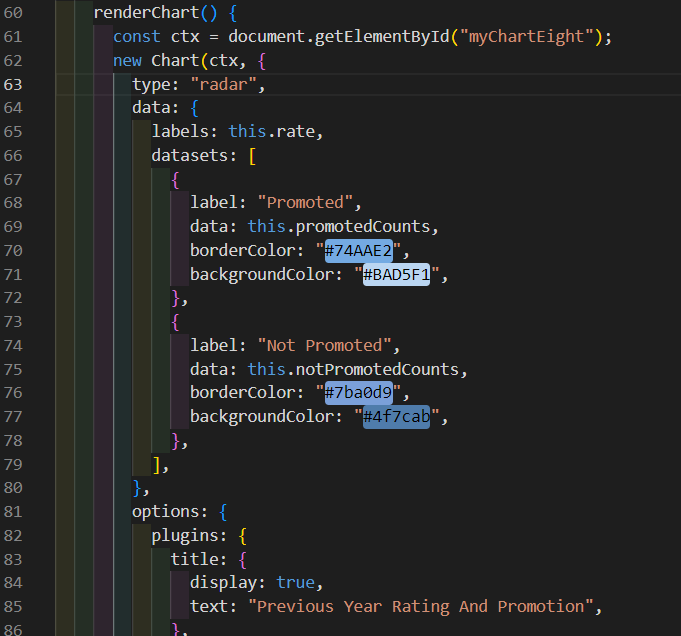 60 renderChart() {
61 const ctx = document.getElementById("myChartEight");
62 new Chart(ctx, {
63 type: "radar",
64 data: {
65 labels: this.rate,
66 datasets: [
67 {
68 label: "Promoted",
69 data: this.promotedCounts,
70 borderColor: "#74AAE2",
71 backgroundColor: "#BAD5F1",
72 },
73 {
74 label: "Not Promoted",
75 data: this.notPromotedCounts,
76 borderColor: "#7ba0d9",
77 backgroundColor: "#4f7cab",
78 },
79 ],
80 },
81 options: {
82 plugins: {
83 title: {
84 display: true,
85 text: "Previous Year Rating And Promotion",
86 },